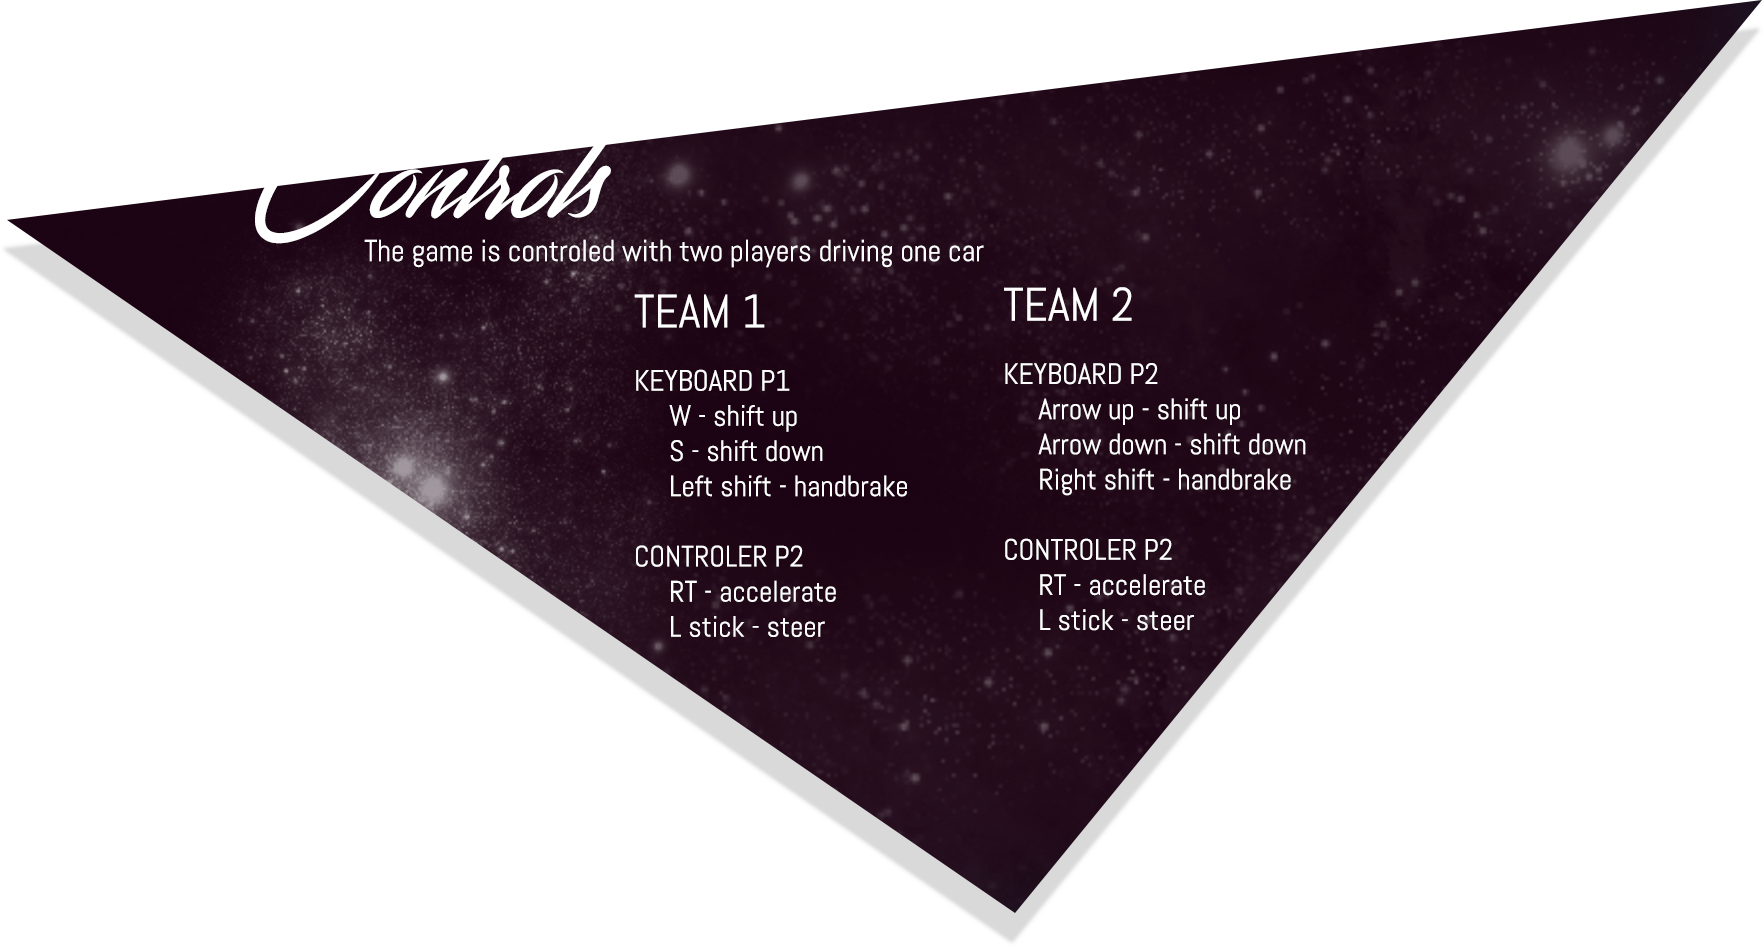 Controls
The game is controled with two players driving one car
TEAM 1
KEYBOARD P1
W - shift up
S - shift down
Left shift - handbrake
CONTROLER P2
RT - accelerate
L stick - steer
TEAM 2
KEYBOARD P2
Arrow up - shift up
Arrow down - shift down
Right shift - handbrake
CONTROLER P2
RT - accelerate
L stick - steer